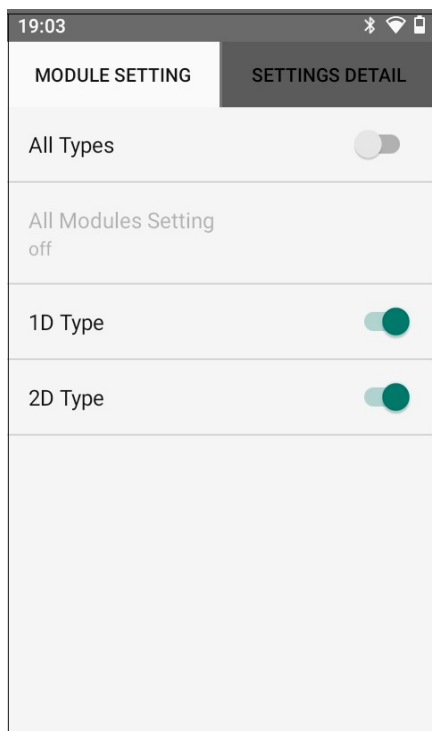 19:03
MODULE SETTING
SETTINGS DETAIL
All Types
All Modules Setting
off
1D Type
2D Type